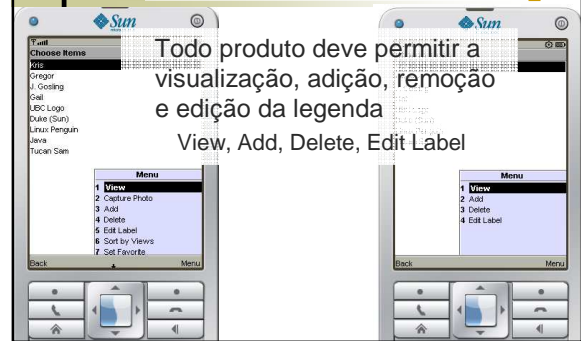 Sun
Choose Items
Kris
Gregor
J. Gosling
Gail
UBC Logo
Duke (Sun)
Linux Penguin
Java
Tucan Sam
Menu
1 View
2 Capture Photo
3 Add
4 Delete
5 Edit Label
6 Sort by Views
7 Set Favorite
Back
Menu
Todo produto deve permitir a
visualização, adição, remoção
e edição da legenda
View, Add, Delete, Edit Label
Sun
Menu
1 View
2 Add
3 Delete
4 Edit Label
Back
Menu